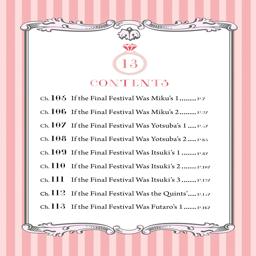 13
CONTENTS
Ch. 105 If the Final Festival Was Miku's 1
Ch. 106 If the Final Festival Was Miku's 2
Ch. 107 If the Final Festival Was Yotsuba's 1
Ch. 108 If the Final Festival Was Yotsuba's 2
Ch. 109 If the Final Festival Was Itsuki's 1
Ch. 110 If the Final Festival Was Itsuki's 2
Ch. 111 If the Final Festival Was Itsuki's 3
Ch. 112 If the Final Festival Was the Quints'
Ch. 113 If the Final Festival Was Futaro's 1